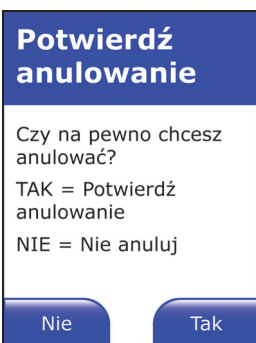 Potwierdź
anulowanie
Czy na pewno chcesz
anulować?
TAK = Potwierdź
anulowanie
NIE = Nie anuluj
Nie
Tak